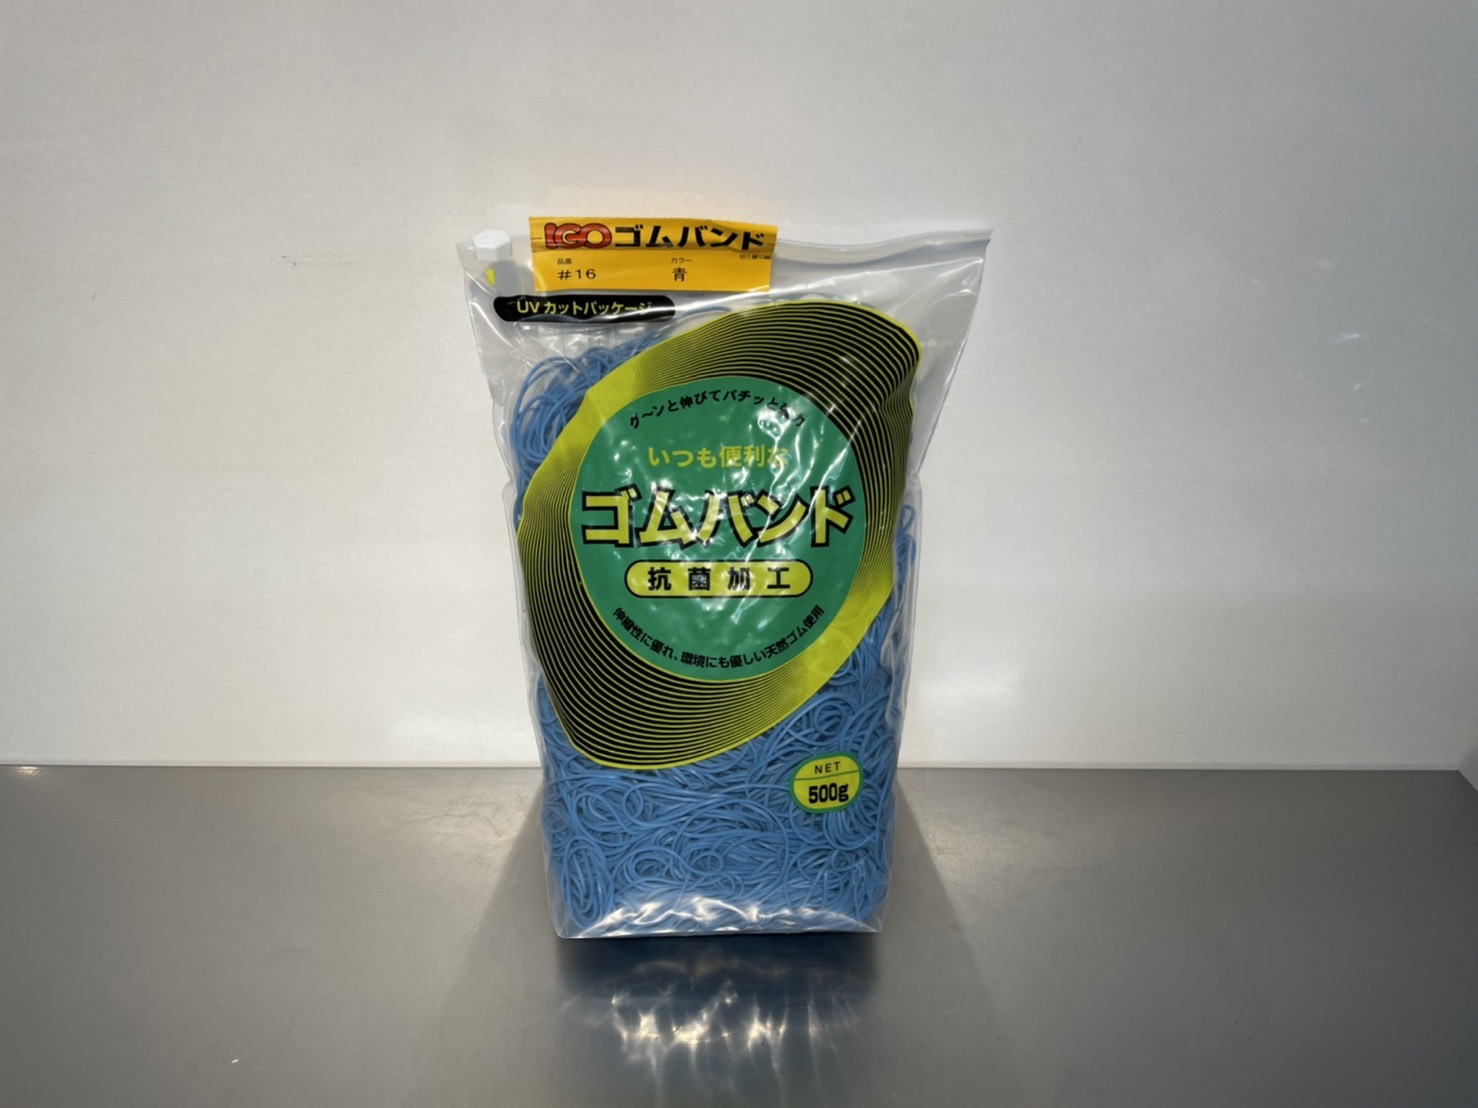 IGOゴムバンド
品番
カラー
#16
青
UVカットパッケージ
グ〜ンと伸びてパチッと
いつも便利な
ゴムバンド
抗菌加工
伸縮性に優れ、環境にも優しい天然ゴム使用
NET
500g